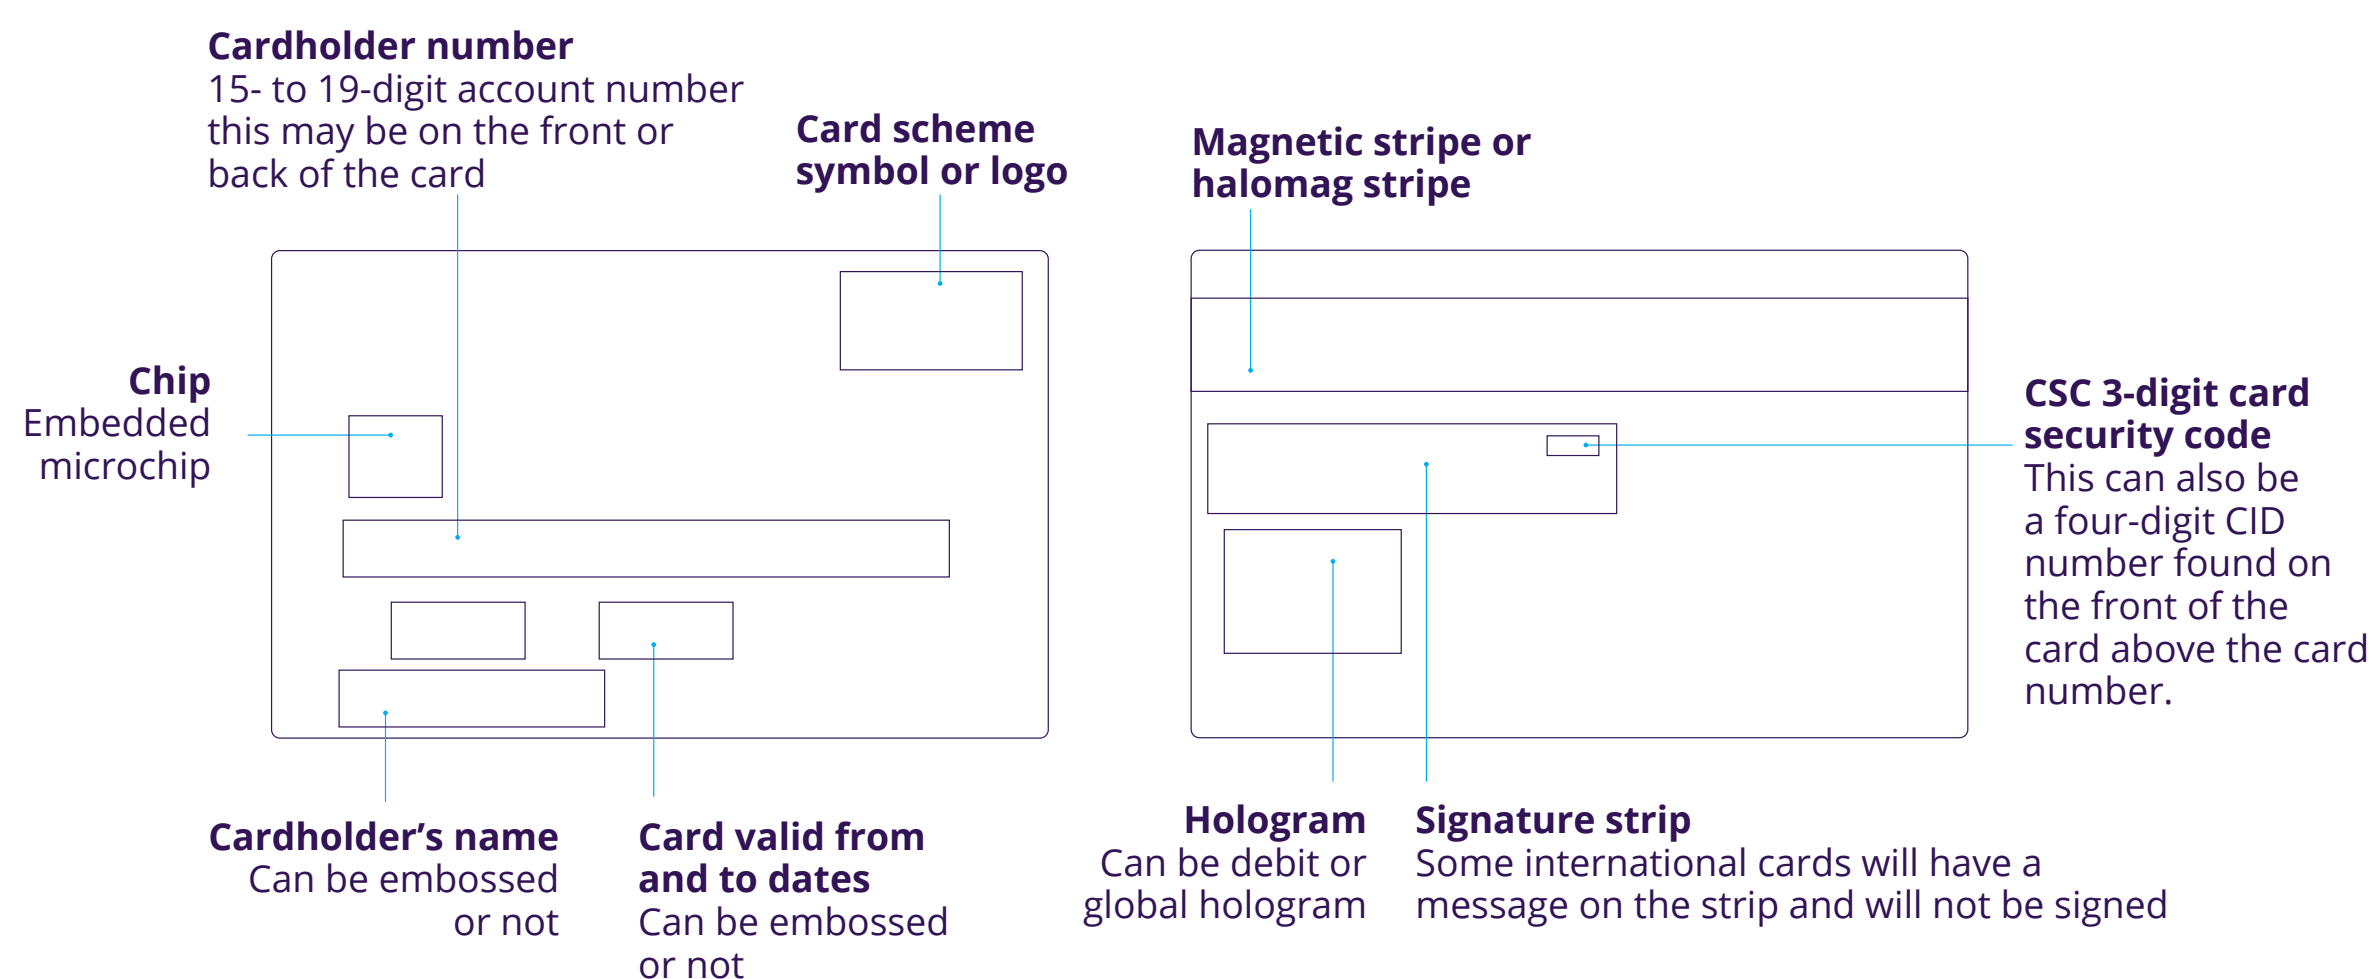 Cardholder number
15- to 19-digit account number
this may be on the front or
back of the card
Card scheme
symbol or logo
Magnetic stripe or
halomag stripe
Chip
Embedded
microchip
CSC 3-digit card
security code
This can also be
a four-digit CID
number found on
the front of the
card above the card
number.
Cardholder’s name
Can be embossed
or not
Card valid from
and to dates
Can be embossed
or not
Hologram
Can be debit or
global hologram
Signature strip
Some international cards will have a
message on the strip and will not be signed